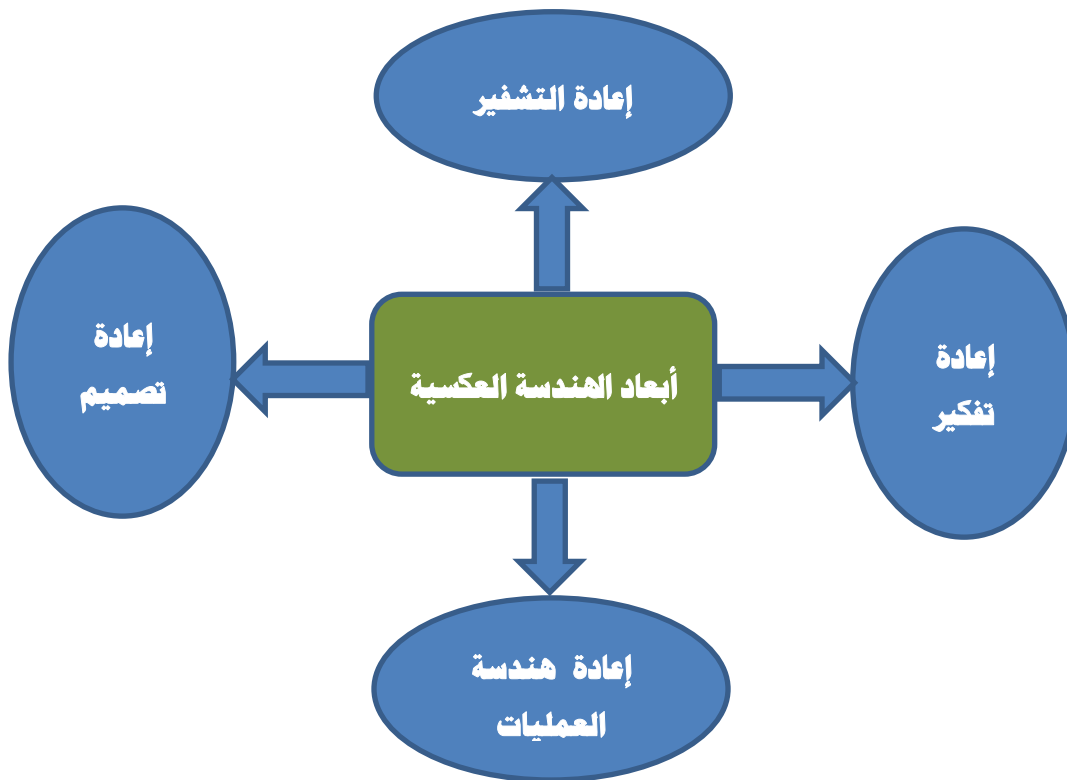 إعادة التشفير
إعادة
تفكير
أبعاد الهندسة العكسية
إعادة
تصميم
إعادة هندسة
العمليات